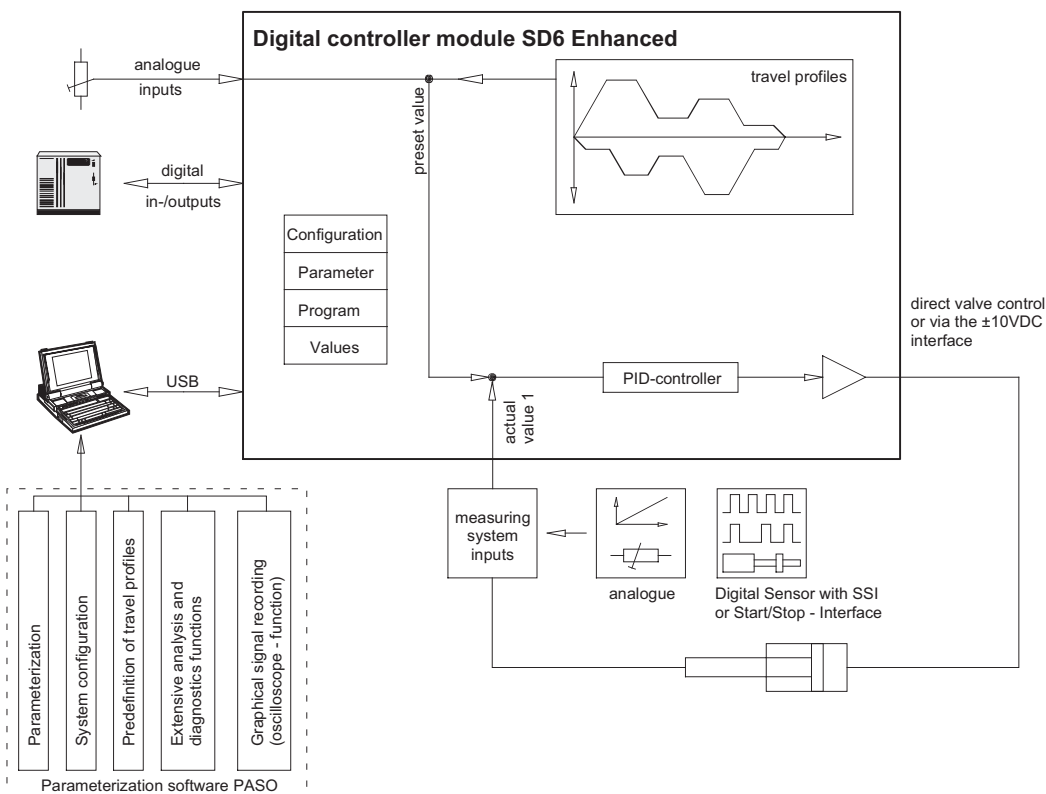 Digital controller module SD6 Enhanced
analogue
inputs
travel profiles
preset value
digital
in-/outputs
Configuration
Parameter
Program
Values
direct valve control
or via the ±10VDC
interface
USB
PID-controller
actual
value 1
measuring
system
inputs
analogue
Digital Sensor with SSI
or Start/Stop - Interface
Parameterization
System configuration
Predefinition of travel profiles
Extensive analysis and
diagnostics functions
Graphical signal recording
(oscilloscope - function)
Parameterization software PASO